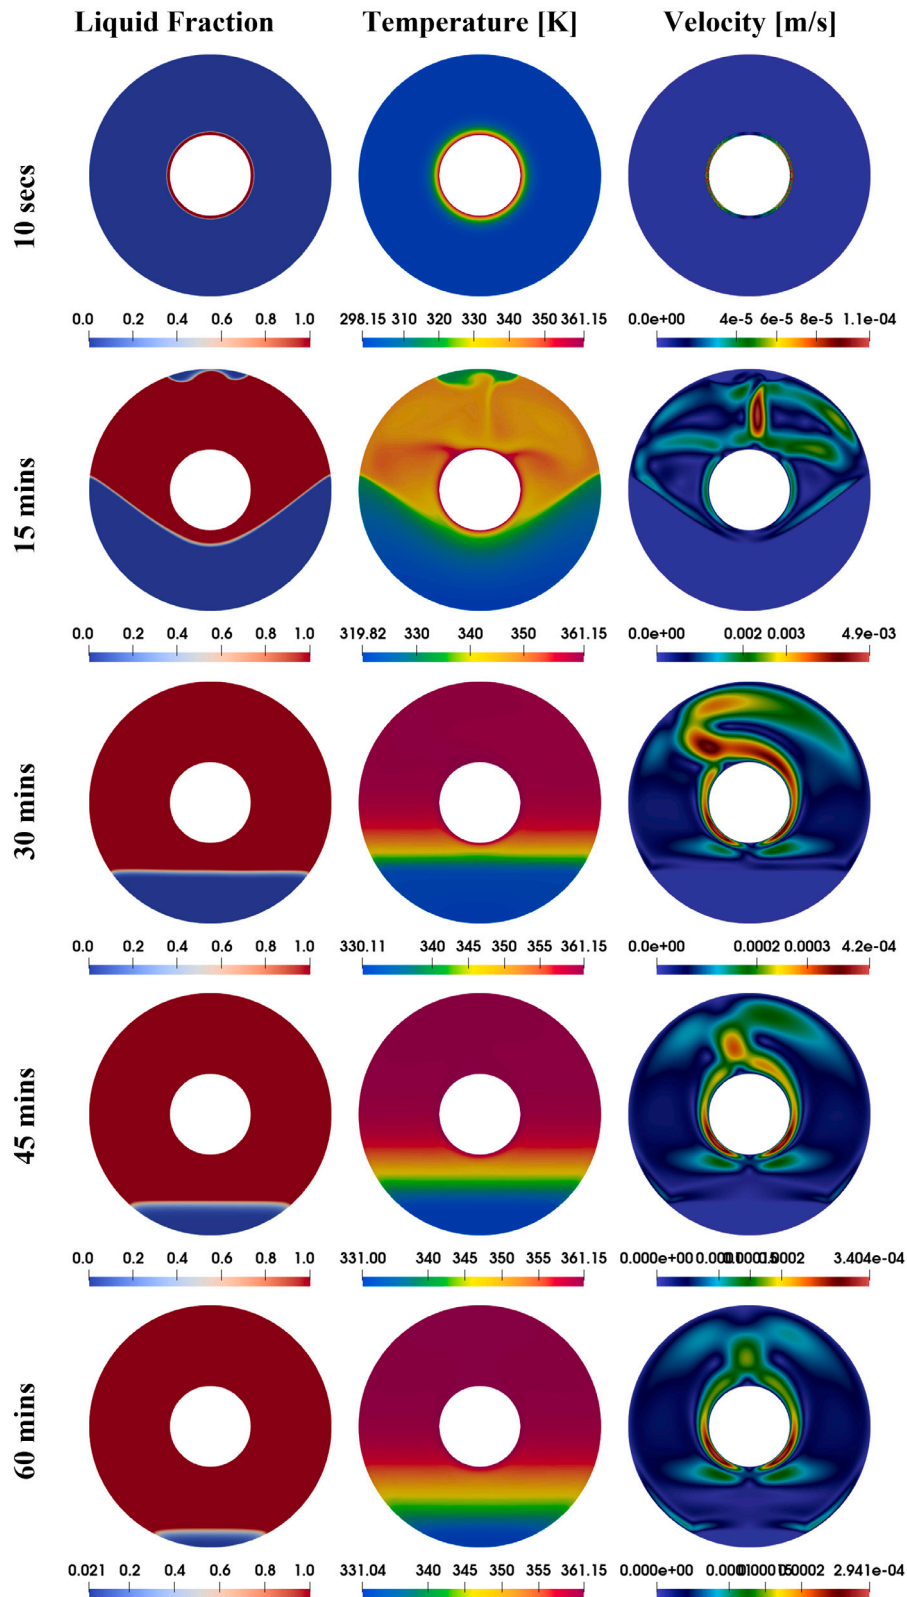 Liquid Fraction Temperature [K] Velocity [m/s]
10 secs
0.0 0.2 0.4 0.6 0.8 1.0 298.15 310 320 330 340 350 361.15 0.0e+00 4e-5 6e-5 8e-5 1.1e-04
15 mins
0.0 0.2 0.4 0.6 0.8 1.0 319.82 330 340 350 361.15 0.0e+00 0.002 0.003 4.9e-03
30 mins
0.0 0.2 0.4 0.6 0.8 1.0 330.11 340 345 350 355 361.15 0.0e+00 0.0002 0.0003 4.2e-04
45 mins
0.0 0.2 0.4 0.6 0.8 1.0 331.00 340 345 350 355 361.15 0.000e+00 0.0002 3.404e-04
60 mins
0.021 0.2 0.4 0.6 0.8 1.0 331.04 340 345 350 355 361.15 0.000e+00 0.0002 2.941e-04